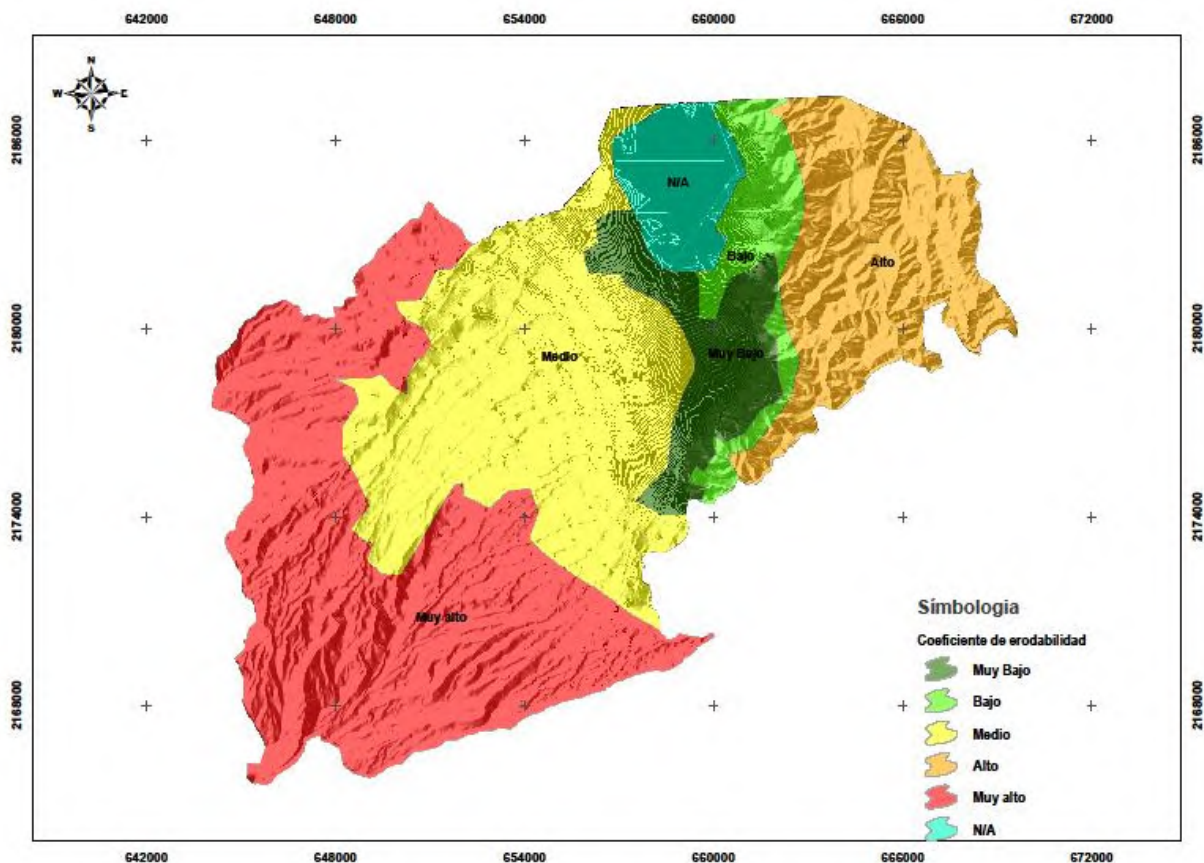 642000 648000 654000 660000 666000 672000
N
W E
S
2186000 2186000
N/A
Bajo
Alto
2180000 2180000
Medio
Muy Bajo
2174000 2174000
Muy alto
Símbologia
Coeficiente de erodabilidad
Muy Bajo
Bajo
2168000 2168000
Medio
Alto
Muy alto
N/A
642000 648000 654000 660000 666000 672000